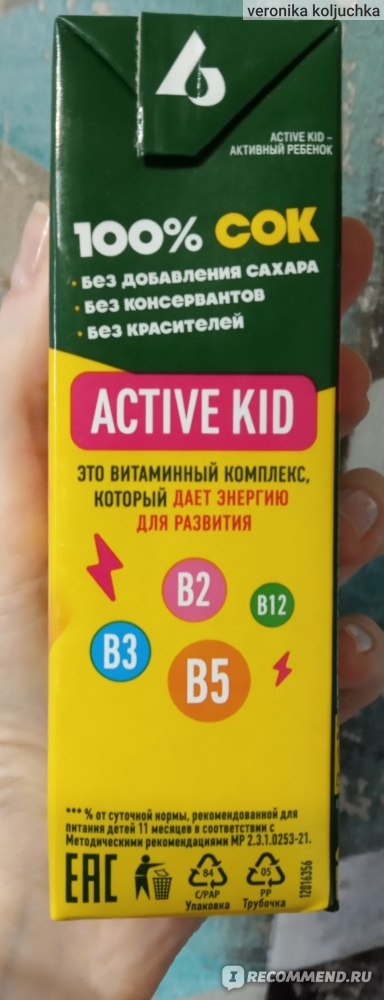 veronika koljuchka
ACTIVE KID –
АКТИВНЫЙ РЕБЕНОК
100% СОК
• БЕЗ ДОБАВЛЕНИЯ САХАРА
• БЕЗ КОНСЕРВАНТОВ
• БЕЗ КРАСИТЕЛЕЙ
ACTIVE KID
ЭТО ВИТАМИННЫЙ КОМПЛЕКС,
КОТОРЫЙ ДАЕТ ЭНЕРГИЮ
ДЛЯ РАЗВИТИЯ
B2
B12
B3
B5
*** % от суточной нормы, рекомендованной для
питания детей 11 месяцев в соответствии с
Методическими рекомендациями МР 2.3.1.0253-21.
EAC
84
C/PAP
Упаковка
05
PP
Трубочка
12016356
IRECOMMEND.RU